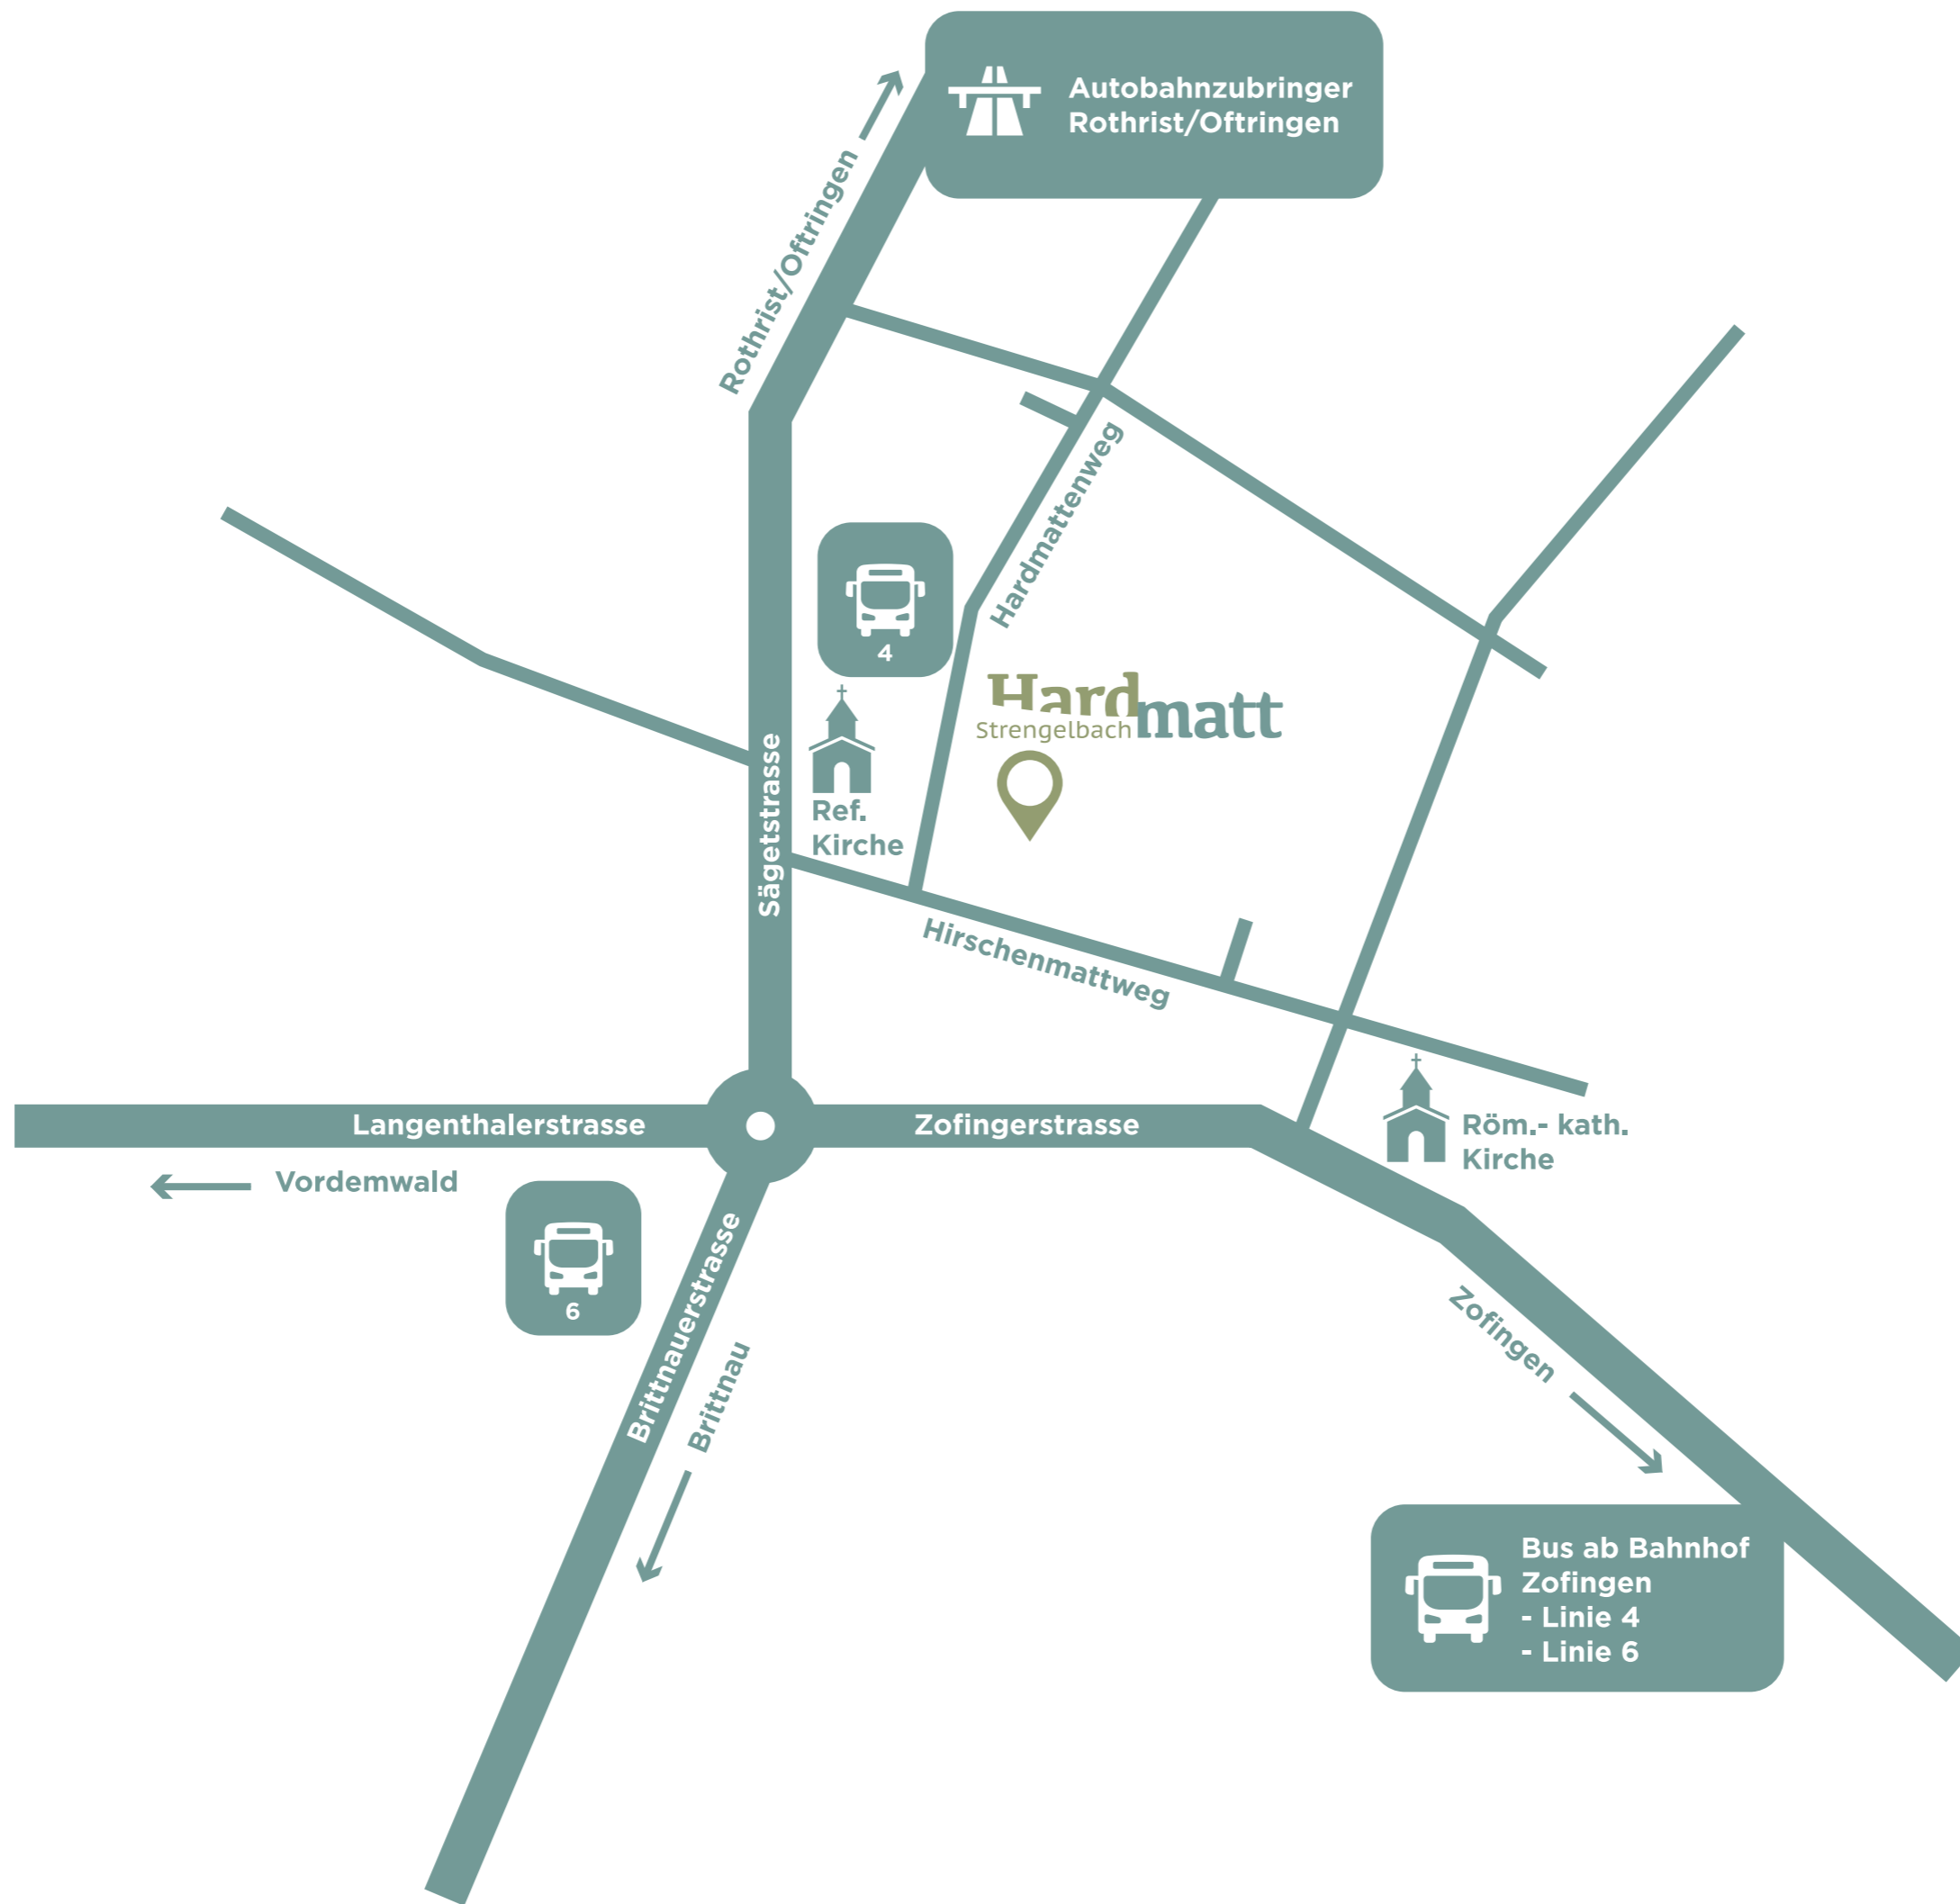 Autobahnzubringer
Rothrist/Oftringen
Rothrist/Oftringen
Hardmattenweg
4
Hardmatt
Strengelbach
Sägetstrasse
Ref.
Kirche
Hirschenmattweg
Langenthalerstrasse
Zofingerstrasse
Röm.- kath.
Kirche
Vordemwald
6
Brittnauerstrasse
Brittnau
Zofingen
Bus ab Bahnhof
Zofingen
- Linie 4
- Linie 6